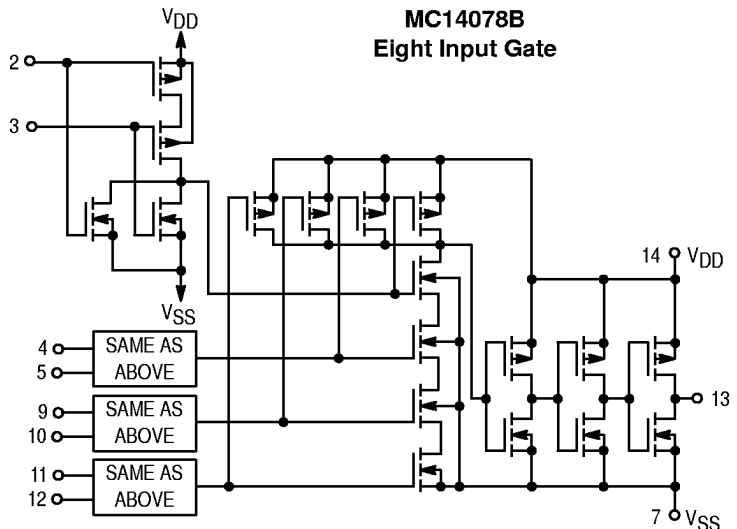 MC14078B
Eight Input Gate
VDD
2
3
VSS
4
5
SAME AS
ABOVE
9
10
SAME AS
ABOVE
11
12
SAME AS
ABOVE
14 VDD
13
7 VSS